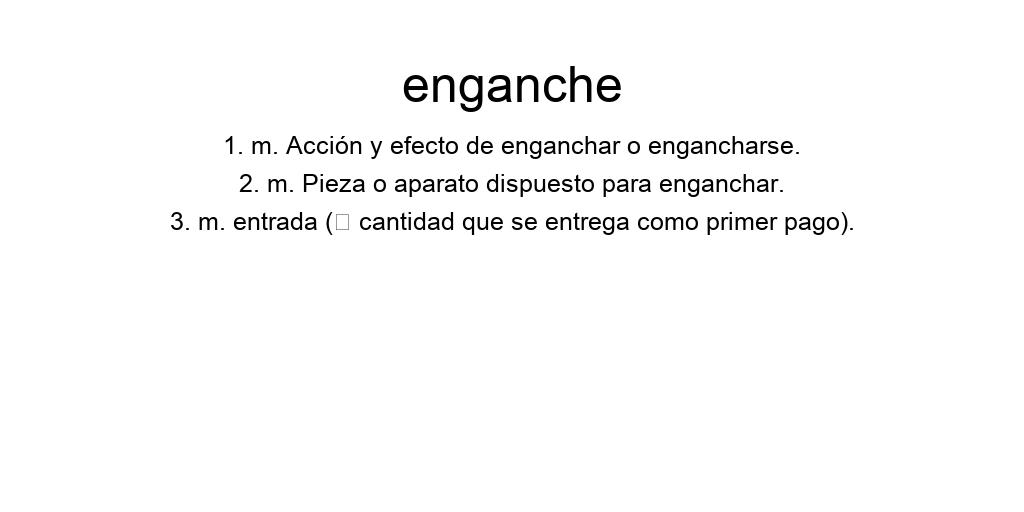 enganche
1. m. Acción y efecto de enganchar o engancharse.
2. m. Pieza o aparato dispuesto para enganchar.
3. m. entrada (□ cantidad que se entrega como primer pago).